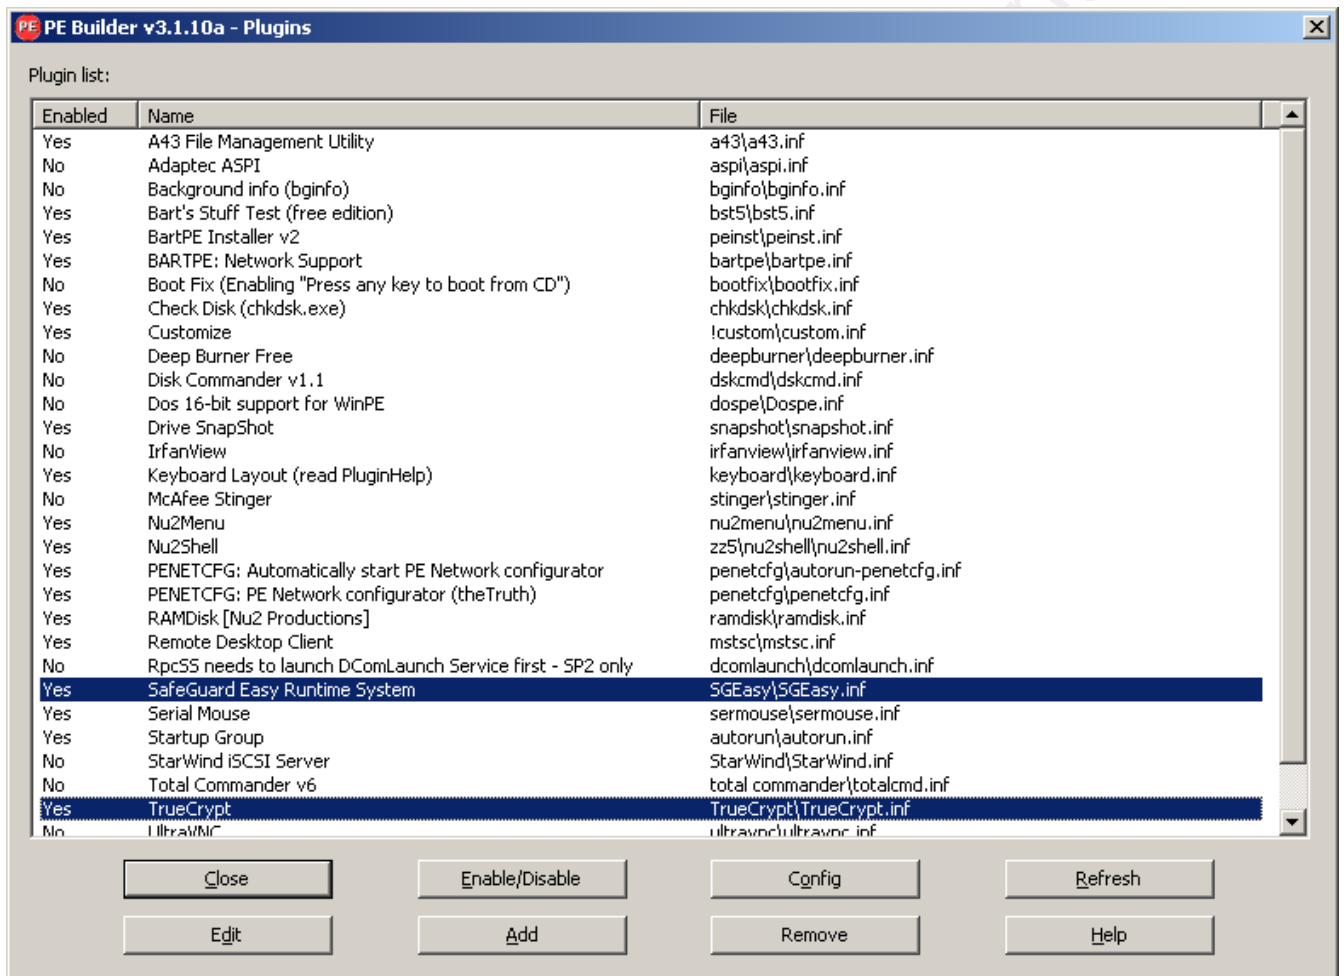 PE Builder v3.1.10a - Plugins
Plugin list:
Enabled Name File
Yes A43 File Management Utility a43\a43.inf
No Adaptec ASPI aspi\aspi.inf
No Background info (bginfo) bginfo\bginfo.inf
Yes Bart's Stuff Test (free edition) bst5\bst5.inf
Yes BartPE Installer v2 peinst\peinst.inf
Yes BARTPE: Network Support bartpe\bartpe.inf
No Boot Fix (Enabling "Press any key to boot from CD") bootfix\bootfix.inf
Yes Check Disk (chkdsk.exe) chkdsk\chkdsk.inf
Yes Customize !custom\custom.inf
No Deep Burner Free deepburner\deepburner.inf
No Disk Commander v1.1 dskcmd\dskcmd.inf
No Dos 16-bit support for WinPE dospe\Dospe.inf
Yes Drive SnapShot snapshot\snapshot.inf
No IrfanView irfanview\irfanview.inf
Yes Keyboard Layout (read PluginHelp) keyboard\keyboard.inf
No McAfee Stinger stinger\stinger.inf
Yes Nu2Menu nu2menu\nu2menu.inf
Yes Nu2Shell zz5\nu2shell\nu2shell.inf
Yes PENETCFG: Automatically start PE Network configurator penetcfg\autorun-penetcfg.inf
Yes PENETCFG: PE Network configurator (theTruth) penetcfg\penetcfg.inf
Yes RAMDisk [Nu2 Productions] ramdisk\ramdisk.inf
Yes Remote Desktop Client mstsc\mstsc.inf
No RpcSS needs to launch DComLaunch Service first - SP2 only dcomlaunch\dcomlaunch.inf
Yes SafeGuard Easy Runtime System SGEasy\SGEasy.inf
Yes Serial Mouse sermouse\sermouse.inf
Yes Startup Group autorun\autorun.inf
No StarWind iSCSI Server StarWind\StarWind.inf
No Total Commander v6 total commander\totalcmd.inf
Yes TrueCrypt TrueCrypt\TrueCrypt.inf
No UltraVNC ultravnc\ultravnc.inf
Close Enable/Disable Config Refresh
Edit Add Remove Help